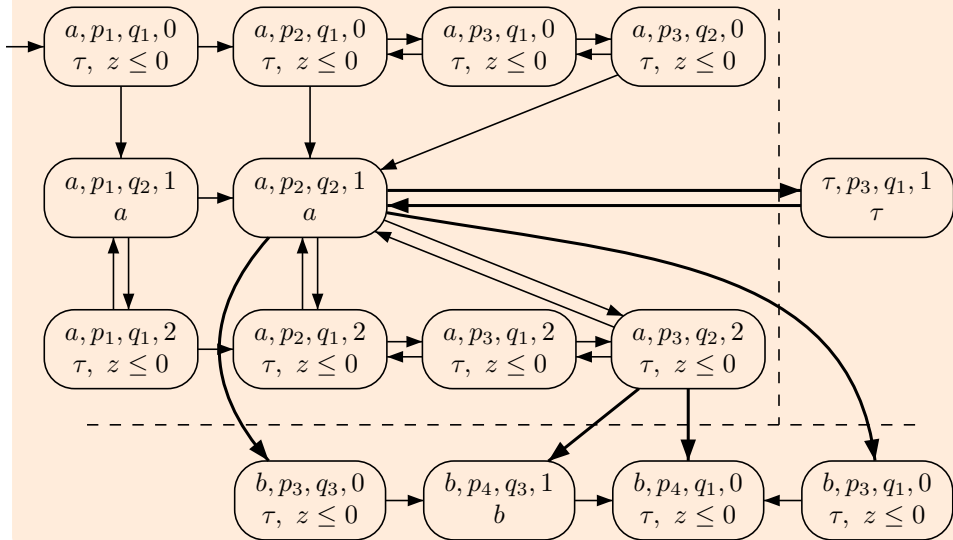 a, p₁, q₁, 0
τ, z ≤ 0
a, p₂, q₁, 0
τ, z ≤ 0
a, p₃, q₁, 0
τ, z ≤ 0
a, p₃, q₂, 0
τ, z ≤ 0
a, p₁, q₂, 1
a
a, p₂, q₂, 1
a
τ, p₃, q₁, 1
τ
a, p₁, q₁, 2
τ, z ≤ 0
a, p₂, q₁, 2
τ, z ≤ 0
a, p₃, q₁, 2
τ, z ≤ 0
a, p₃, q₂, 2
τ, z ≤ 0
b, p₃, q₃, 0
τ, z ≤ 0
b, p₄, q₃, 1
b
b, p₄, q₁, 0
τ, z ≤ 0
b, p₃, q₁, 0
τ, z ≤ 0